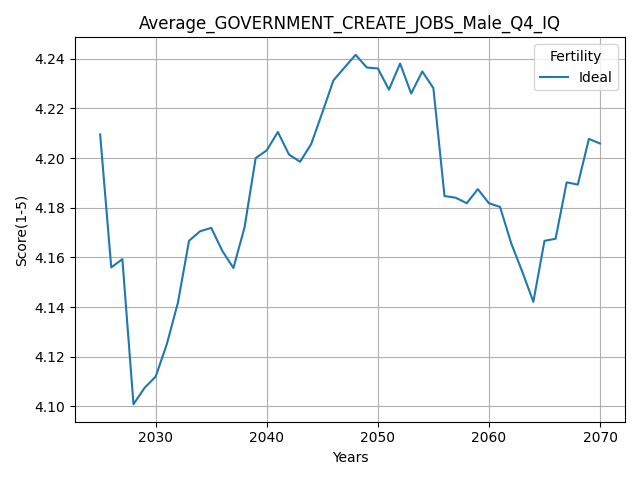 Average_GOVERNMENT_CREATE_JOBS_Male_Q4_IQ
Fertility
Ideal
Score(1-5)
4.24
4.22
4.20
4.18
4.16
4.14
4.12
4.10
2030 2040 2050 2060 2070
Years